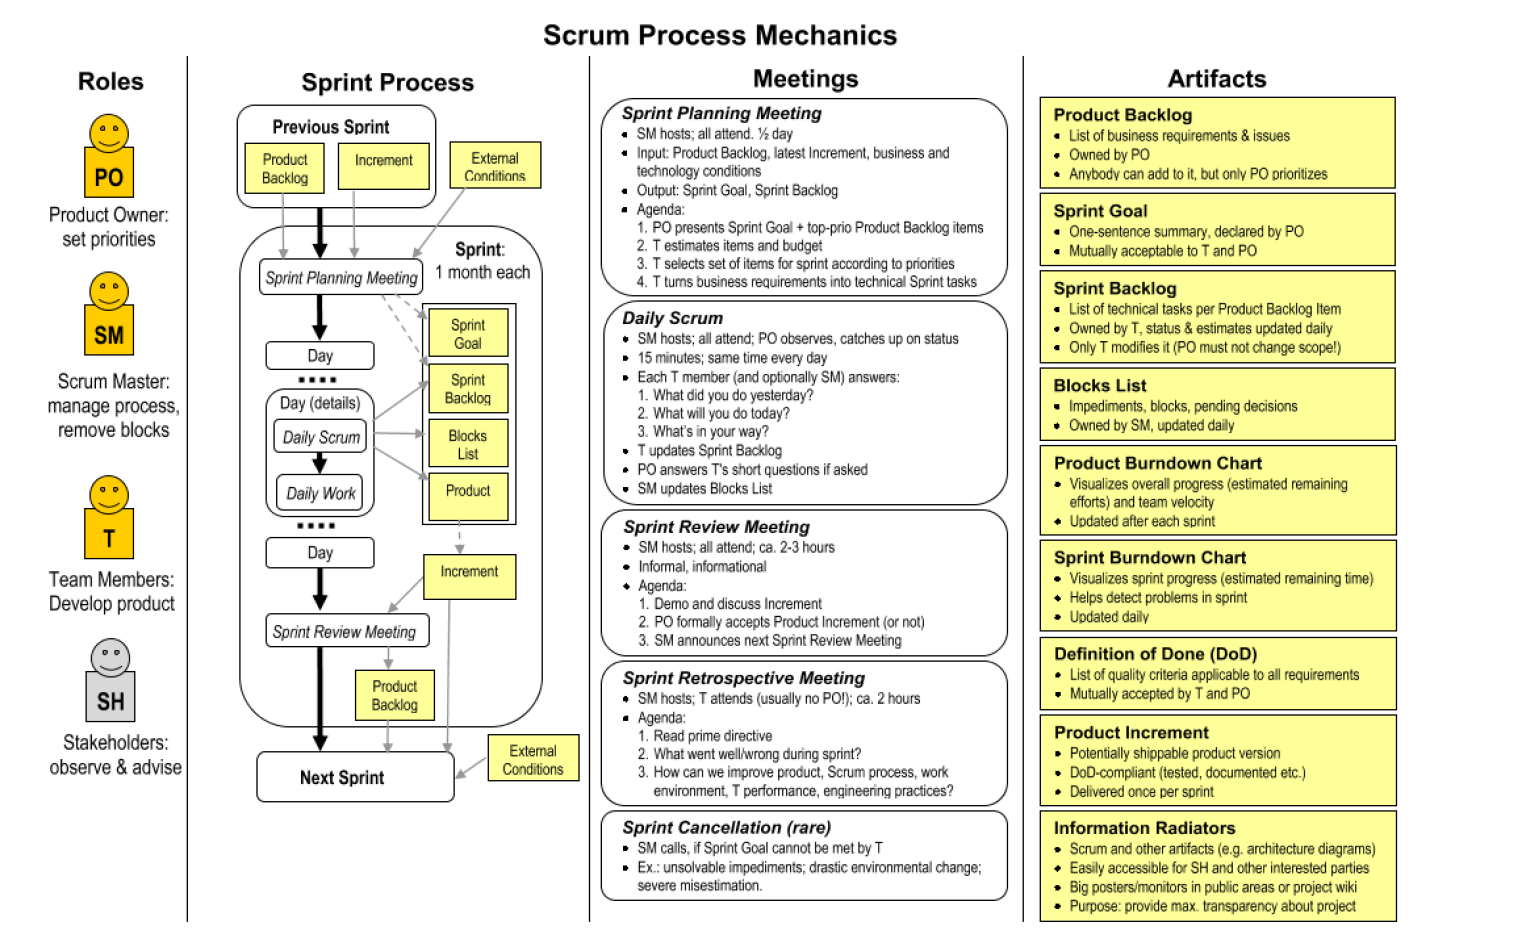 Scrum Process Mechanics
Roles
PO
Product Owner:
set priorities
SM
Scrum Master:
manage process,
remove blocks
T
Team Members:
Develop product
SH
Stakeholders:
observe & advise
Sprint Process
Previous Sprint
Product
Backlog
Increment
External
Conditions
Sprint:
1 month each
Sprint Planning Meeting
Sprint
Goal
Day
Sprint
Backlog
Day (details)
Daily Scrum
Blocks
List
Daily Work
Product
Day
Increment
Sprint Review Meeting
Product
Backlog
External
Conditions
Next Sprint
Meetings
Sprint Planning Meeting
• SM hosts; all attend. ½ day
• Input: Product Backlog, latest Increment, business and
technology conditions
• Output: Sprint Goal, Sprint Backlog
• Agenda:
1. PO presents Sprint Goal + top-prio Product Backlog items
2. T estimates items and budget
3. T selects set of items for sprint according to priorities
4. T turns business requirements into technical Sprint tasks
Daily Scrum
• SM hosts; all attend; PO observes, catches up on status
• 15 minutes; same time every day
• Each T member (and optionally SM) answers:
1. What did you do yesterday?
2. What will you do today?
3. What's in your way?
• T updates Sprint Backlog
• PO answers T's short questions if asked
• SM updates Blocks List
Sprint Review Meeting
• SM hosts; all attend; ca. 2-3 hours
• Informal, informational
• Agenda:
1. Demo and discuss Increment
2. PO formally accepts Product Increment (or not)
3. SM announces next Sprint Review Meeting
Sprint Retrospective Meeting
• SM hosts; T attends (usually no PO!); ca. 2 hours
• Agenda:
1. Read prime directive
2. What went well/wrong during sprint?
3. How can we improve product, Scrum process, work
environment, T performance, engineering practices?
Sprint Cancellation (rare)
• SM calls, if Sprint Goal cannot be met by T
• Ex.: unsolvable impediments; drastic environmental change;
severe misestimation.
Artifacts
Product Backlog
• List of business requirements & issues
• Owned by PO
• Anybody can add to it, but only PO prioritizes
Sprint Goal
• One-sentence summary, declared by PO
• Mutually acceptable to T and PO
Sprint Backlog
• List of technical tasks per Product Backlog Item
• Owned by T, status & estimates updated daily
• Only T modifies it (PO must not change scope!)
Blocks List
• Impediments, blocks, pending decisions
• Owned by SM, updated daily
Product Burndown Chart
• Visualizes overall progress (estimated remaining
efforts) and team velocity
• Updated after each sprint
Sprint Burndown Chart
• Visualizes sprint progress (estimated remaining time)
• Helps detect problems in sprint
• Updated daily
Definition of Done (DoD)
• List of quality criteria applicable to all requirements
• Mutually accepted by T and PO
Product Increment
• Potentially shippable product version
• DoD-compliant (tested, documented etc.)
• Delivered once per sprint
Information Radiators
• Scrum and other artifacts (e.g. architecture diagrams)
• Easily accessible for SH and other interested parties
• Big posters/monitors in public areas or project wiki
• Purpose: provide max. transparency about project